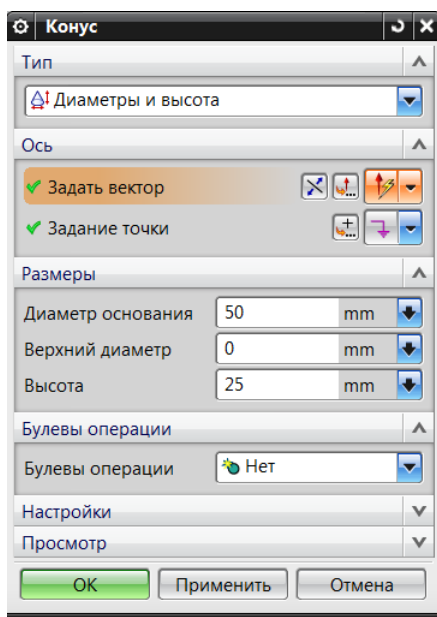 Конус
Тип
Диаметры и высота
Ось
Задать вектор
Задание точки
Размеры
Диаметр основания 50 mm
Верхний диаметр 0 mm
Высота 25 mm
Булевы операции
Булевы операции Нет
Настройки
Просмотр
ОК Применить Отмена